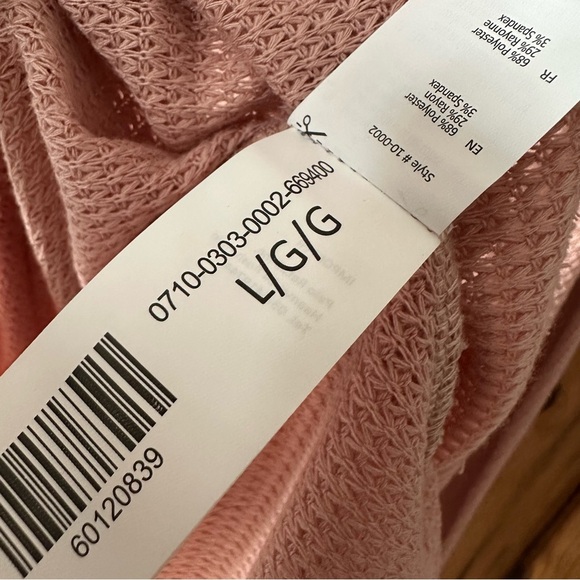 Style # 10-0002
EN
68% Polyester
29% Rayon
3% Spandex
FR
68% Polyester
29% Rayonne
3% Spandex
0710-0303-0002-669400
L/G/G
60120839